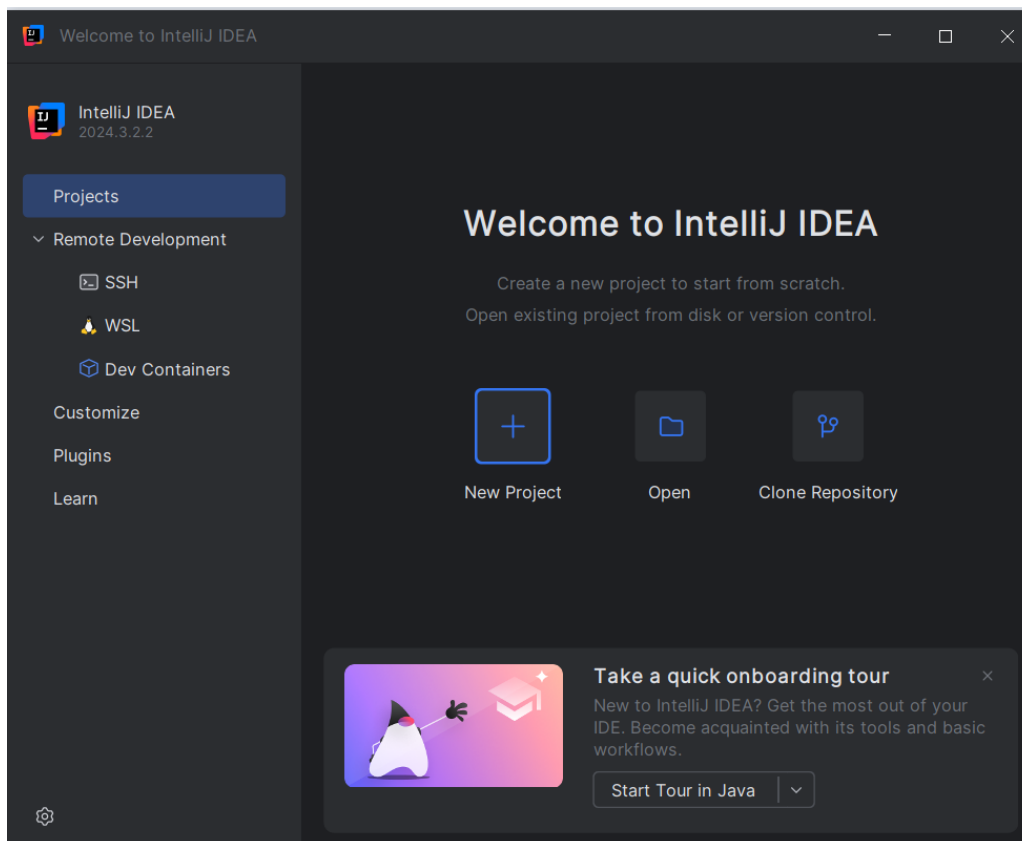 Welcome to IntelliJ IDEA
IJ
IntelliJ IDEA
2024.3.2.2
Projects
Remote Development
SSH
WSL
Dev Containers
Customize
Plugins
Learn
Welcome to IntelliJ IDEA
Create a new project to start from scratch.
Open existing project from disk or version control.
New Project
Open
Clone Repository
Take a quick onboarding tour
New to IntelliJ IDEA? Get the most out of your
IDE. Become acquainted with its tools and basic
workflows.
Start Tour in Java